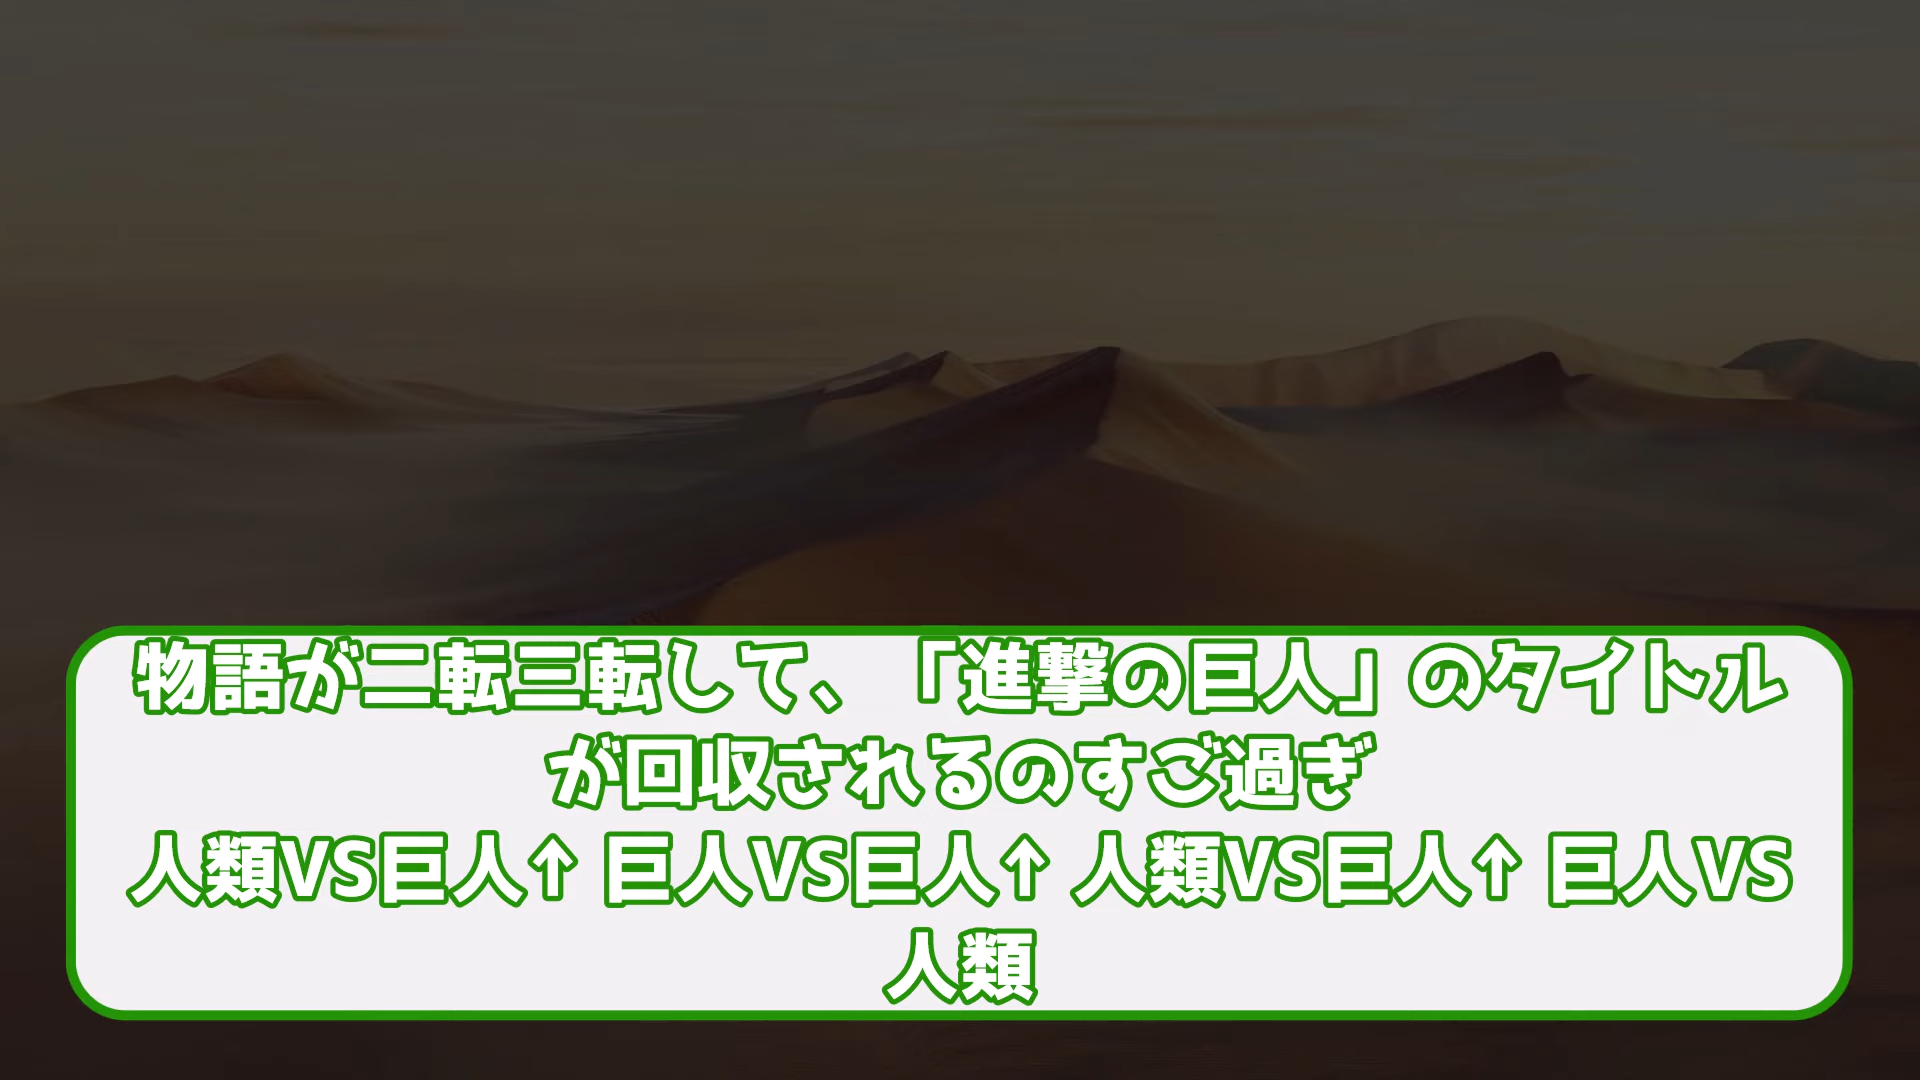 物語が二転三転して、「進撃の巨人」のタイトル
が回収されるのすご過ぎ
人類VS巨人↑ 巨人VS巨人↑ 人類VS巨人↑ 巨人VS
人類